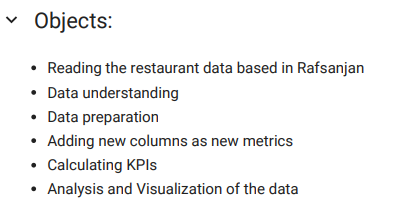 Objects:
• Reading the restaurant data based in Rafsanjan
• Data understanding
• Data preparation
• Adding new columns as new metrics
• Calculating KPIs
• Analysis and Visualization of the data